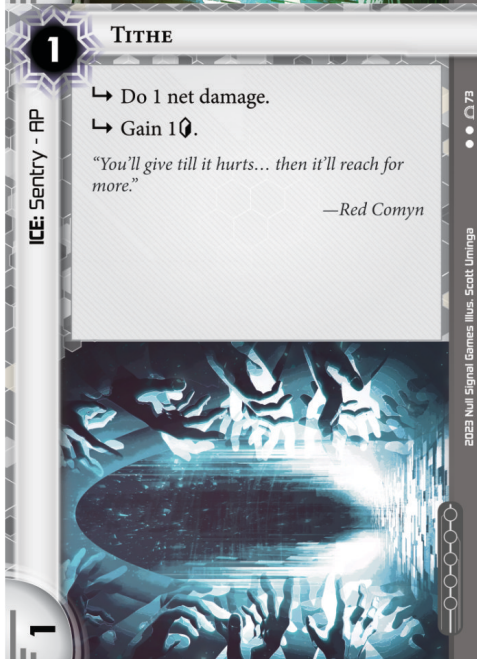 1
TITHE
ICE: Sentry - AP
↳ Do 1 net damage.
↳ Gain 1.
“You’ll give till it hurts… then it’ll reach for
more.”
—Red Comyn
1
73
2023 Null Signal Games Illus. Scott Uminga